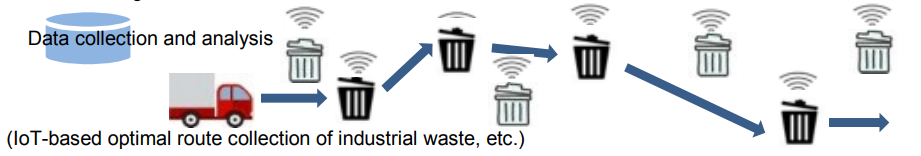 Data collection and analysis
(IoT-based optimal route collection of industrial waste, etc.)